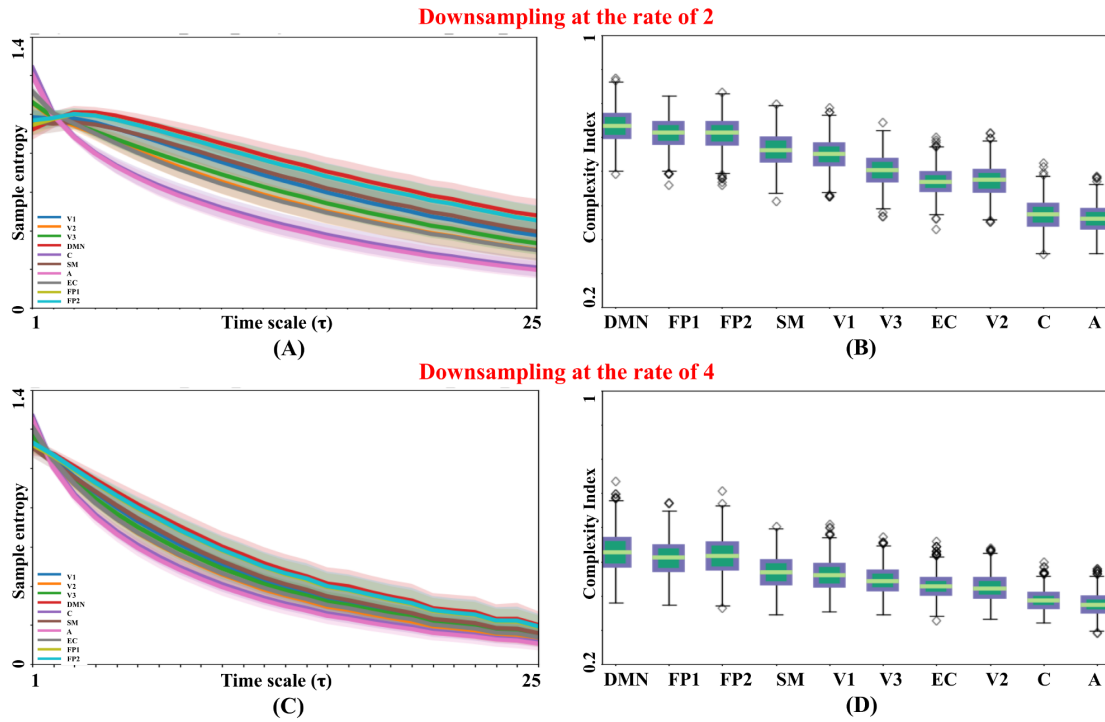 Downsampling at the rate of 2
1.4
Sample entropy
0
V1
V2
V3
DMN
C
SM
A
EC
FP1
FP2
1 Time scale (τ) 25
(A)
1
Complexity Index
0.2
DMN FP1 FP2 SM V1 V3 EC V2 C A
(B)
Downsampling at the rate of 4
1.4
Sample entropy
0
V1
V2
V3
DMN
C
SM
A
EC
FP1
FP2
1 Time scale (τ) 25
(C)
1
Complexity Index
0.2
DMN FP1 FP2 SM V1 V3 EC V2 C A
(D)